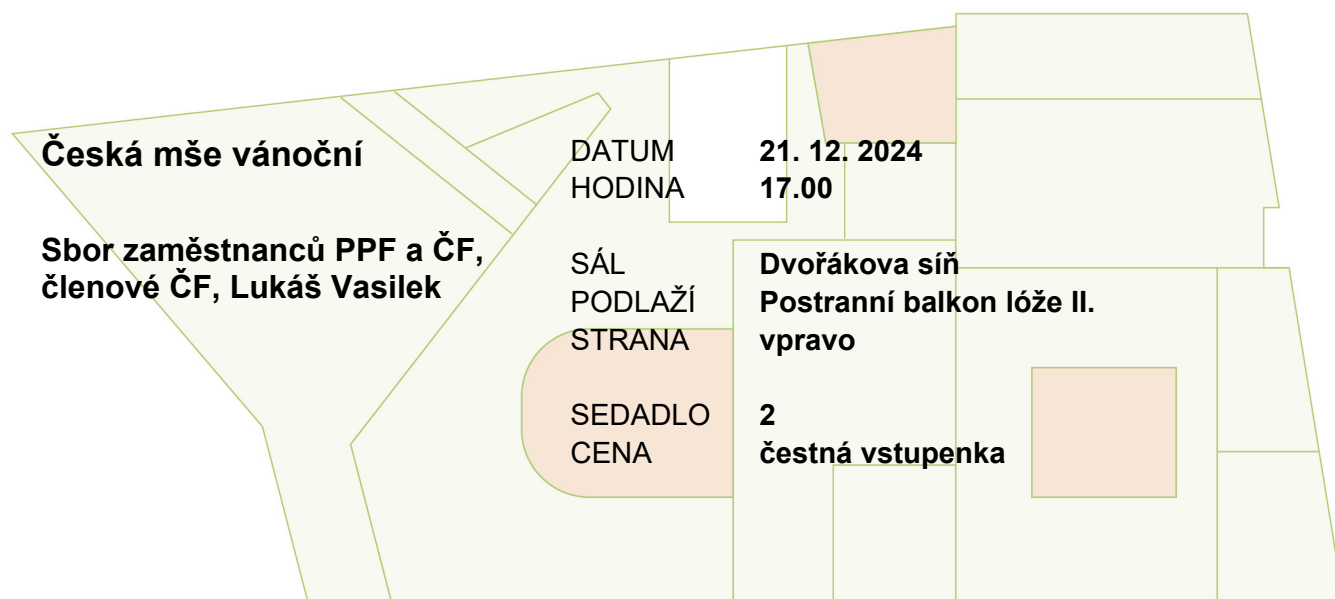 Česká mše vánoční
Sbor zaměstnanců PPF a ČF,
členové ČF, Lukáš Vasilek
DATUM 21. 12. 2024
HODINA 17.00
SÁL Dvořákova síň
PODLAŽÍ Postranní balkon lóže II.
STRANA vpravo
SEDADLO 2
CENA čestná vstupenka